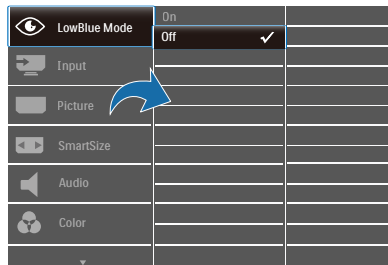 LowBlue Mode
On
Off
Input
Picture
SmartSize
Audio
Color